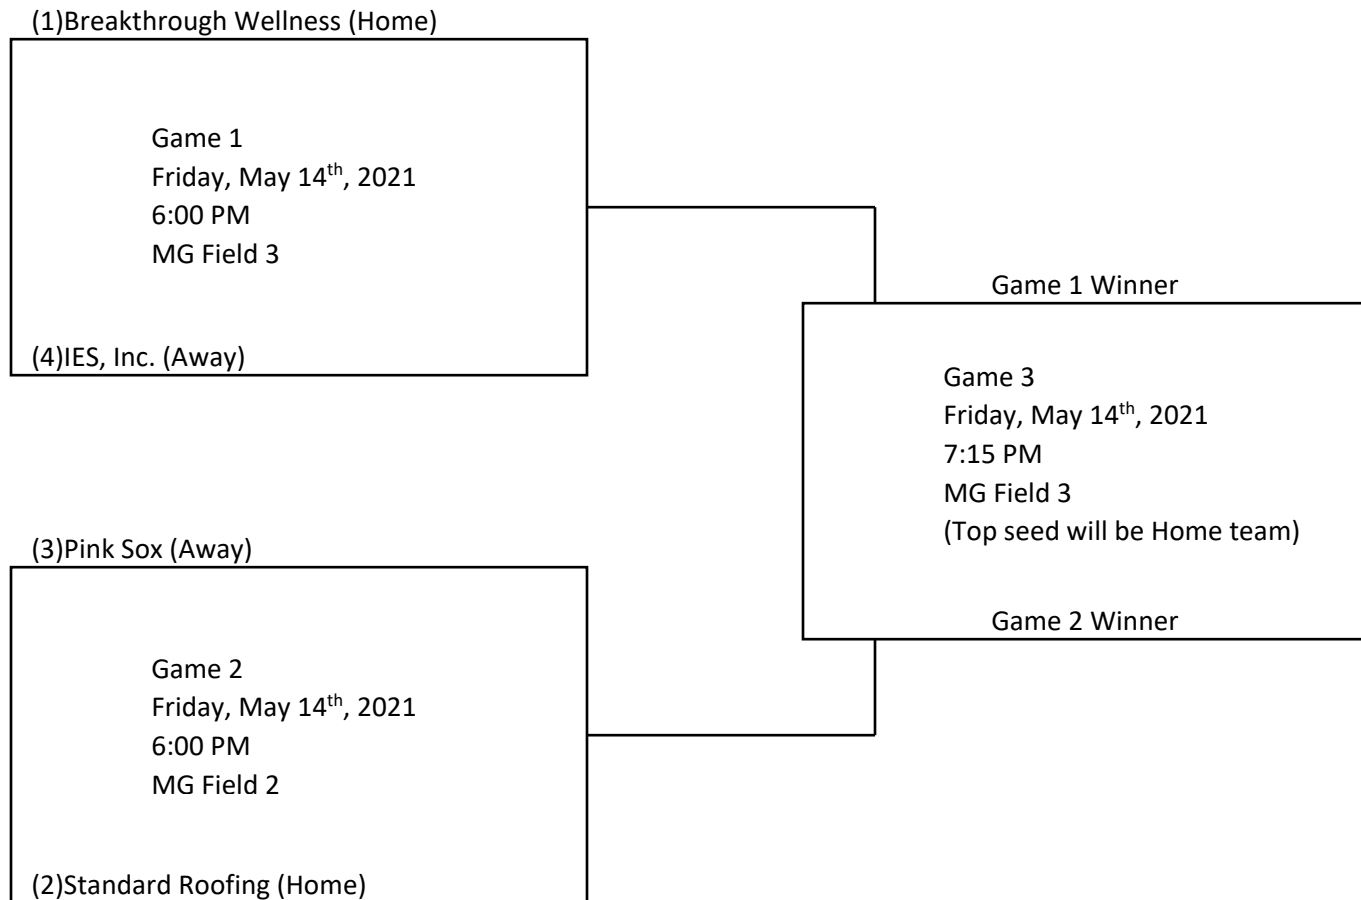 (1)Breakthrough Wellness (Home)
Game 1
Friday, May 14th, 2021
6:00 PM
MG Field 3
(4)IES, Inc. (Away)
Game 1 Winner
Game 3
Friday, May 14th, 2021
7:15 PM
MG Field 3
(Top seed will be Home team)
Game 2 Winner
(3)Pink Sox (Away)
Game 2
Friday, May 14th, 2021
6:00 PM
MG Field 2
(2)Standard Roofing (Home)